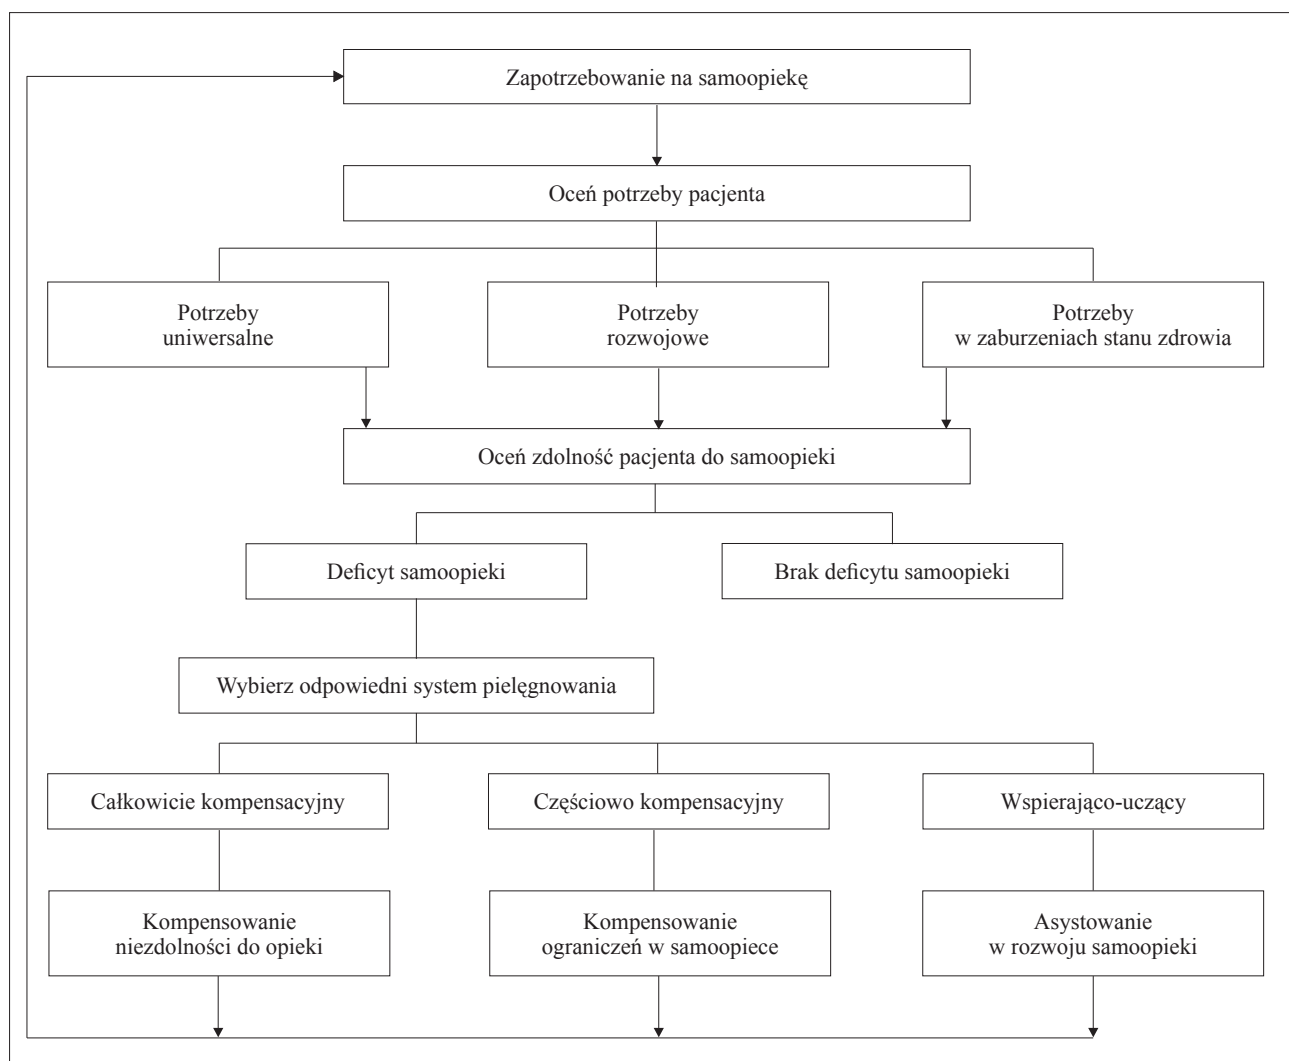 Zapotrzebowanie na samoopiekę
Oceń potrzeby pacjenta
Potrzeby
uniwersalne
Potrzeby
rozwojowe
Potrzeby
w zaburzeniach stanu zdrowia
Oceń zdolność pacjenta do samoopieki
Deficyt samoopieki
Brak deficytu samoopieki
Wybierz odpowiedni system pielęgnowania
Całkowicie kompensacyjny
Częściowo kompensacyjny
Wspierająco-uczący
Kompensowanie
niezdolności do opieki
Kompensowanie
ograniczeń w samoopiece
Asystowanie
w rozwoju samoopieki